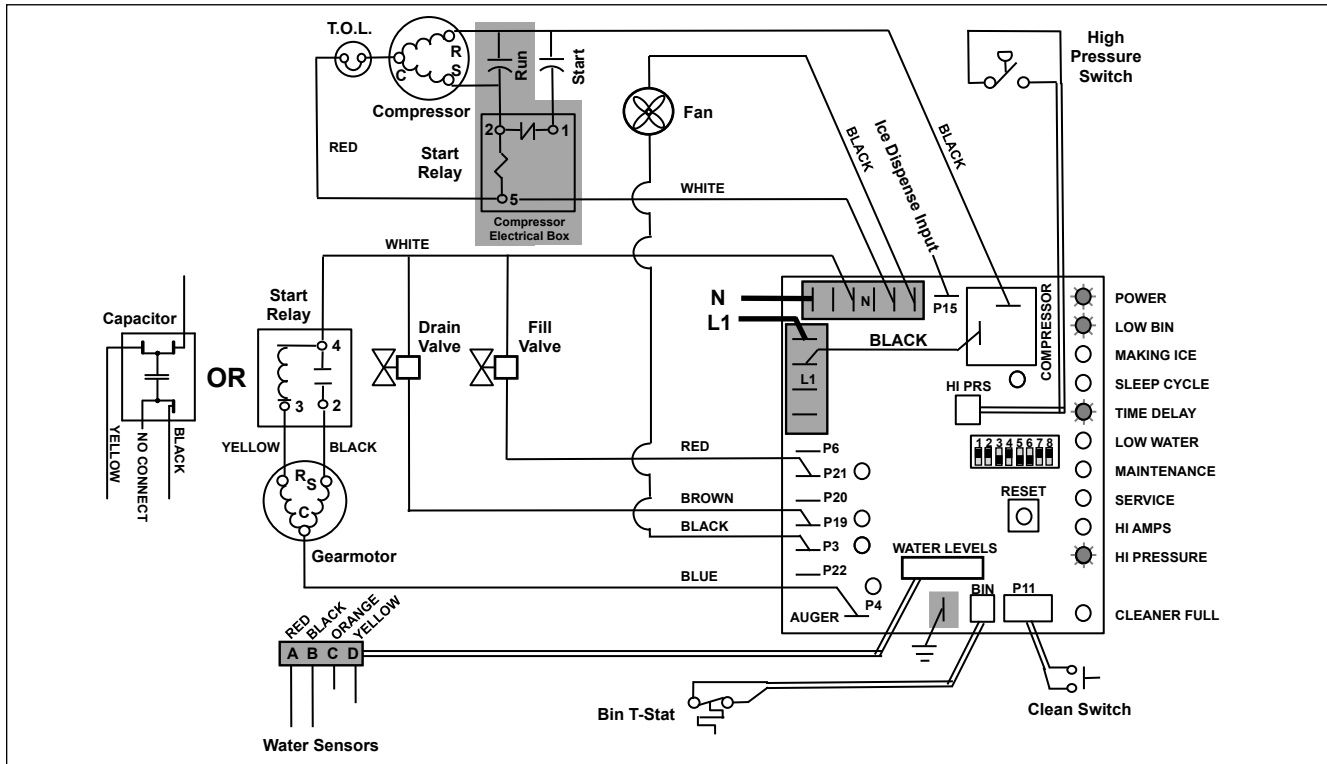 T.O.L.
R
S
C
Compressor
Run
Start
High
Pressure
Switch
Fan
2
1
RED
Start
Relay
5
Compressor
Electrical Box
WHITE
BLACK
Ice Dispense Input
BLACK
WHITE
Start
Relay
Capacitor
OR
4
3
2
YELLOW
NO CONNECT
BLACK
YELLOW
BLACK
R
S
C
Gearmotor
Drain
Valve
Fill
Valve
N
L1
N
P15
L1
BLACK
COMPRESSOR
HI PRS
1 2 3 4 5 6 7 8
RESET
POWER
LOW BIN
MAKING ICE
SLEEP CYCLE
TIME DELAY
LOW WATER
MAINTENANCE
SERVICE
HI AMPS
HI PRESSURE
CLEANER FULL
RED
BROWN
BLACK
BLUE
P6
P21
P20
P19
P3
P22
P4
AUGER
WATER LEVELS
BIN
P11
RED
BLACK
ORANGE
YELLOW
A B C D
Water Sensors
Bin T-Stat
Clean Switch